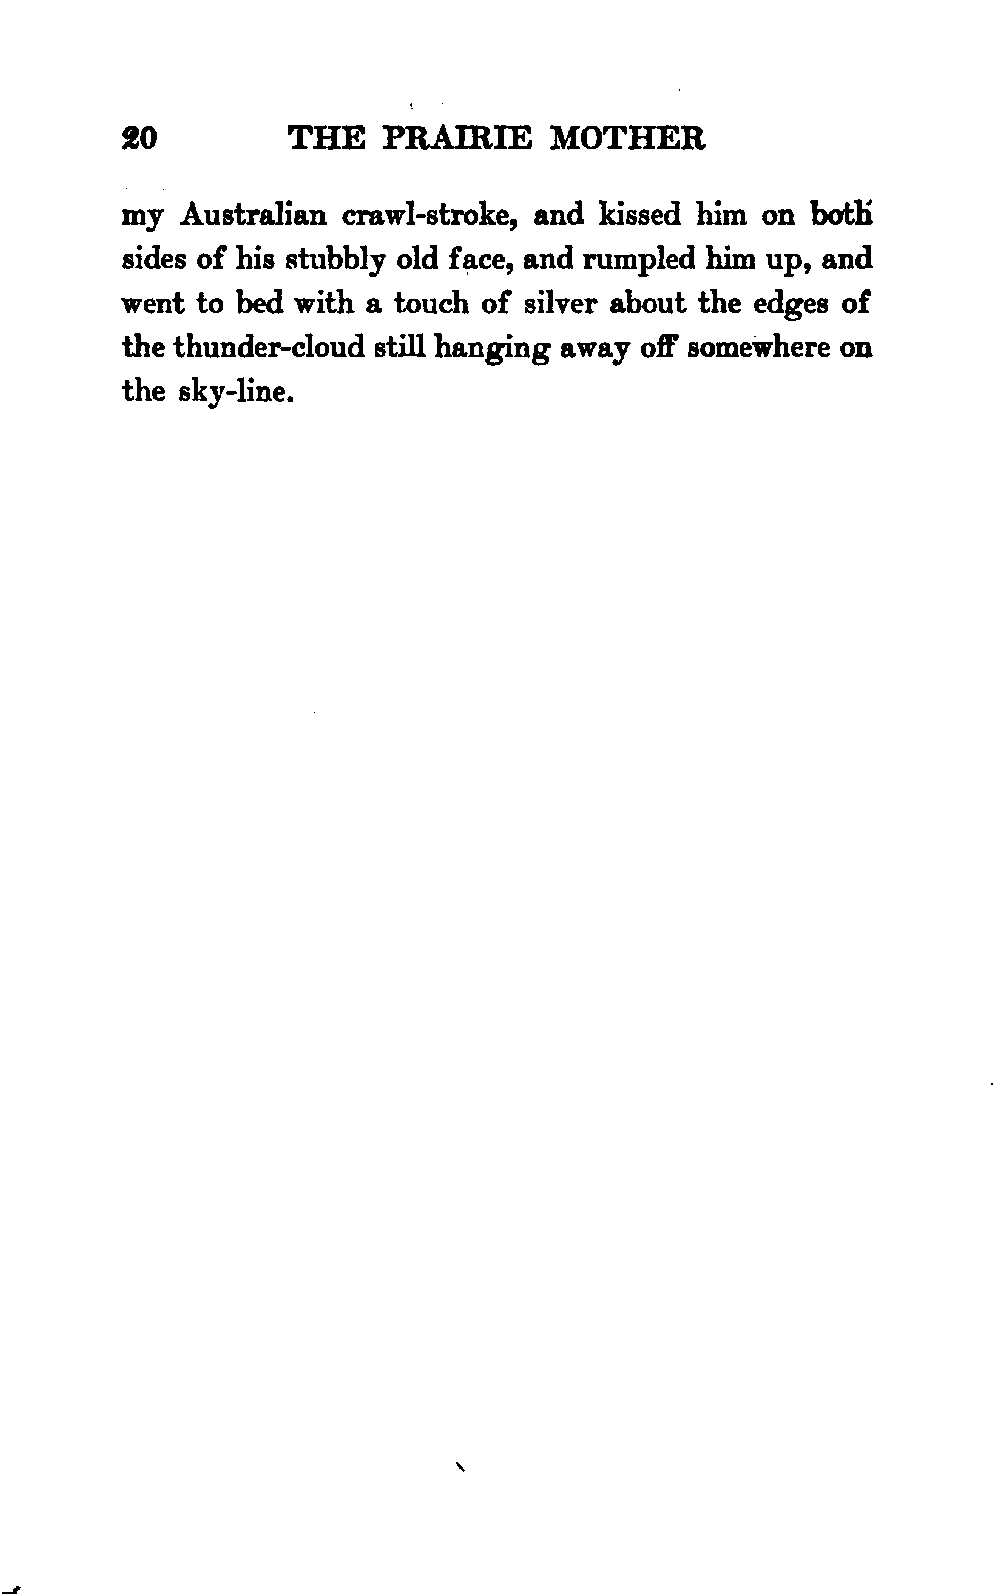 20 THE PRAIRIE MOTHER
my Australian crawl-stroke, and kissed him on both
sides of his stubbly old face, and rumpled him up, and
went to bed with a touch of silver about the edges of
the thunder-cloud still hanging away off somewhere on
the sky-line.